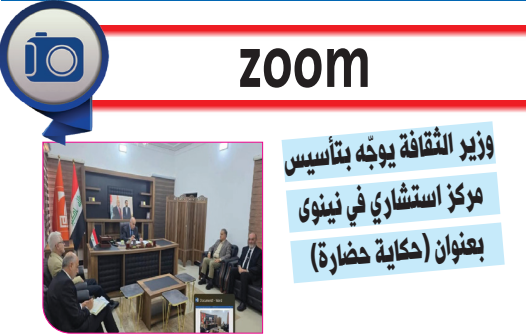 zoom
وزير الثقافة يوجّه بتأسيس
مركز استشاري في نينوى
بعنوان (حكاية حضارة)